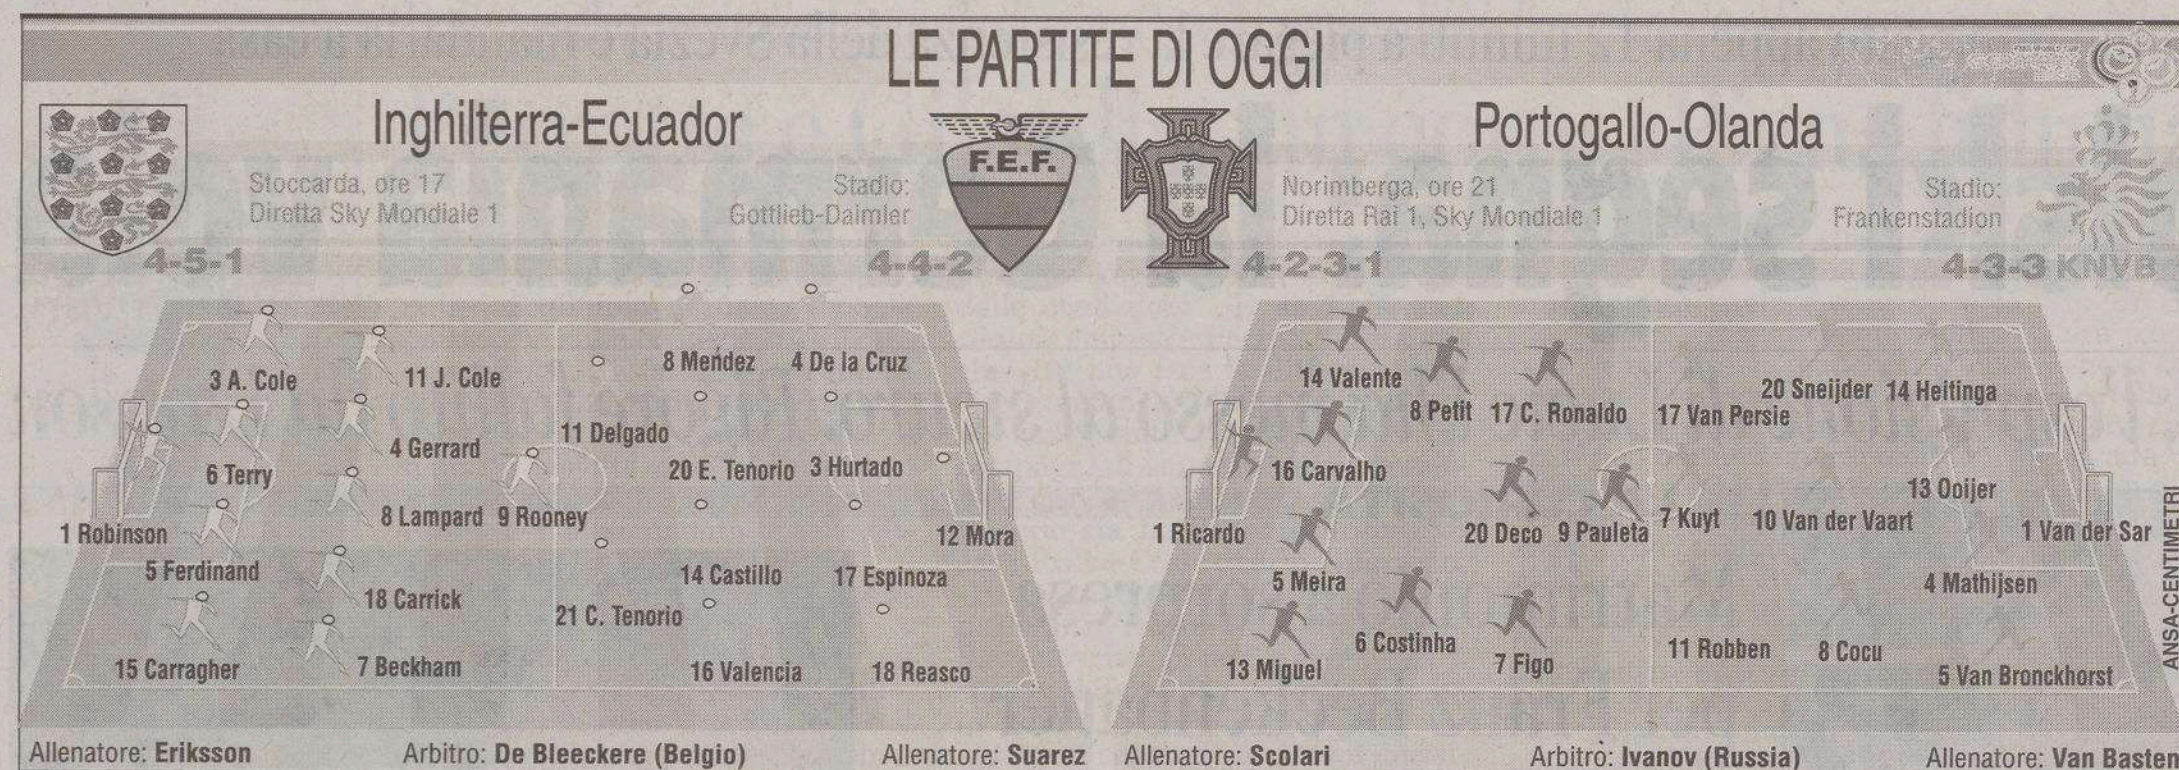 LE PARTITE DI OGGI
Inghilterra-Ecuador
Stoccarda, ore 17
Diretta Sky Mondiale 1
Stadio:
Gottlieb-Daimler
F.E.F.
4-5-1
4-4-2
3 A. Cole
11 J. Cole
8 Mendez
4 De la Cruz
11 Delgado
4 Gerrard
6 Terry
20 E. Tenorio
3 Hurtado
8 Lampard
9 Rooney
1 Robinson
12 Mora
5 Ferdinand
14 Castillo
17 Espinoza
18 Carrick
21 C. Tenorio
15 Carragher
7 Beckham
16 Valencia
18 Reasco
Allenatore: Eriksson
Arbitro: De Bleeckere (Belgio)
Allenatore: Suarez
Portogallo-Olanda
Norimberga, ore 21
Diretta Rai 1, Sky Mondiale 1
Stadio:
Frankenstadion
4-2-3-1
4-3-3
KNVB
14 Valente
8 Petit
17 C. Ronaldo
17 Van Persie
20 Sneijder
14 Heitinga
16 Carvalho
13 Ooijer
1 Ricardo
20 Deco
9 Pauleta
7 Kuyt
10 Van der Vaart
1 Van der Sar
5 Meira
4 Mathijsen
6 Costinha
13 Miguel
7 Figo
11 Robben
8 Cocu
5 Van Bronckhorst
Allenatore: Scolari
Arbitro: Ivanov (Russia)
Allenatore: Van Basten
ANSA-CENTIMETRI